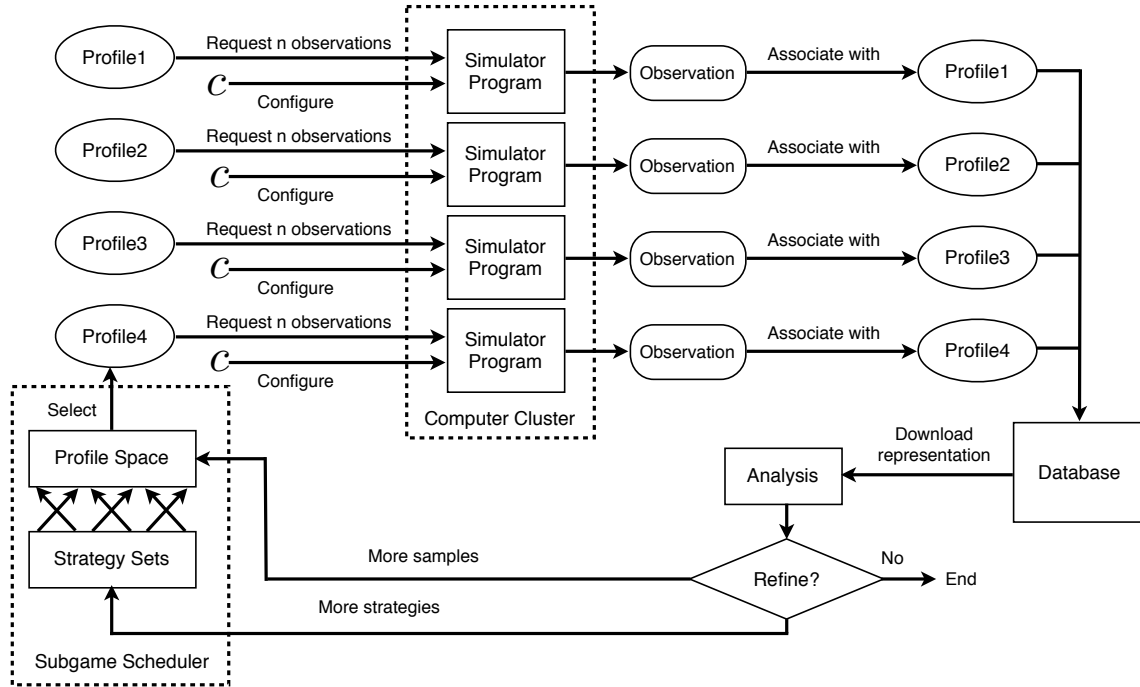 Profile1
Request n observations
c
Configure
Simulator
Program
Observation
Associate with
Profile1
Profile2
Request n observations
c
Configure
Simulator
Program
Observation
Associate with
Profile2
Profile3
Request n observations
c
Configure
Simulator
Program
Observation
Associate with
Profile3
Profile4
Request n observations
c
Configure
Simulator
Program
Observation
Associate with
Profile4
Computer Cluster
Select
Profile Space
Strategy Sets
Subgame Scheduler
Download
representation
Database
Analysis
Refine?
No
End
More samples
More strategies